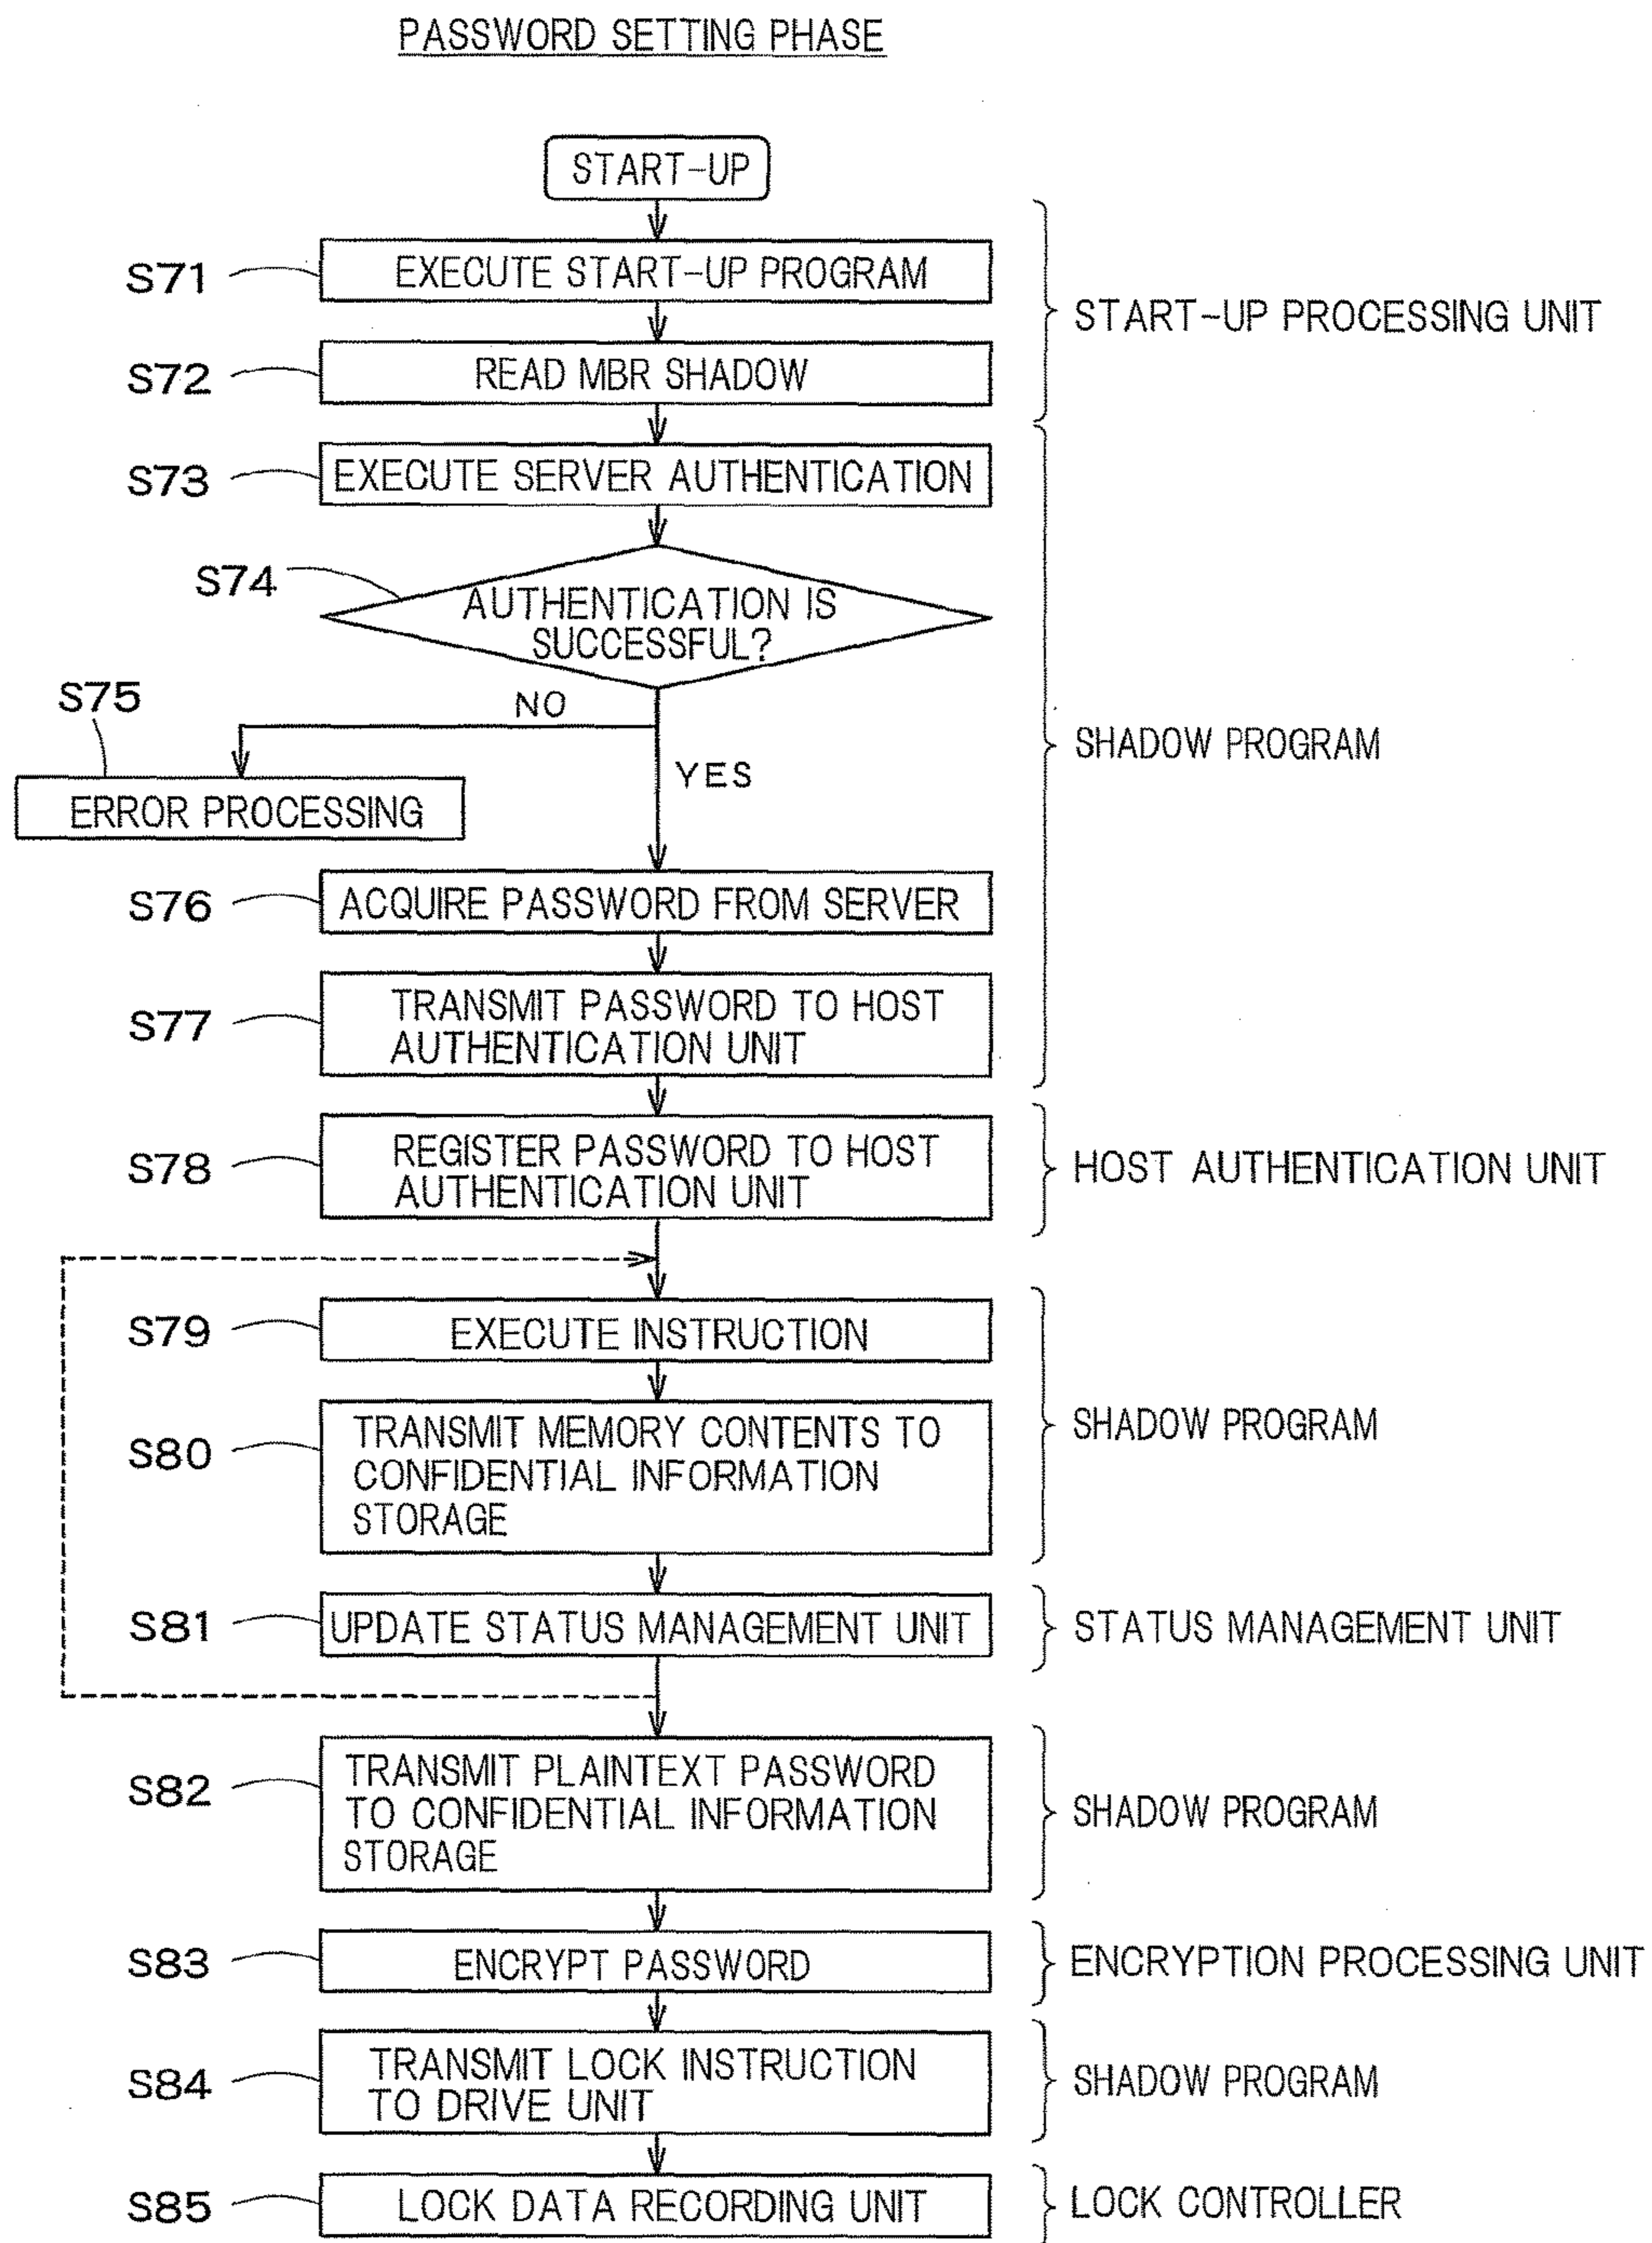 PASSWORD SETTING PHASE
START-UP
S71
EXECUTE START-UP PROGRAM
START-UP PROCESSING UNIT
S72
READ MBR SHADOW
S73
EXECUTE SERVER AUTHENTICATION
S74
AUTHENTICATION IS
SUCCESSFUL?
S75
NO
YES
SHADOW PROGRAM
ERROR PROCESSING
S76
ACQUIRE PASSWORD FROM SERVER
S77
TRANSMIT PASSWORD TO HOST
AUTHENTICATION UNIT
S78
REGISTER PASSWORD TO HOST
AUTHENTICATION UNIT
HOST AUTHENTICATION UNIT
S79
EXECUTE INSTRUCTION
S80
TRANSMIT MEMORY CONTENTS TO
CONFIDENTIAL INFORMATION
STORAGE
SHADOW PROGRAM
S81
UPDATE STATUS MANAGEMENT UNIT
STATUS MANAGEMENT UNIT
S82
TRANSMIT PLAINTEXT PASSWORD
TO CONFIDENTIAL INFORMATION
STORAGE
SHADOW PROGRAM
S83
ENCRYPT PASSWORD
ENCRYPTION PROCESSING UNIT
S84
TRANSMIT LOCK INSTRUCTION
TO DRIVE UNIT
SHADOW PROGRAM
S85
LOCK DATA RECORDING UNIT
LOCK CONTROLLER